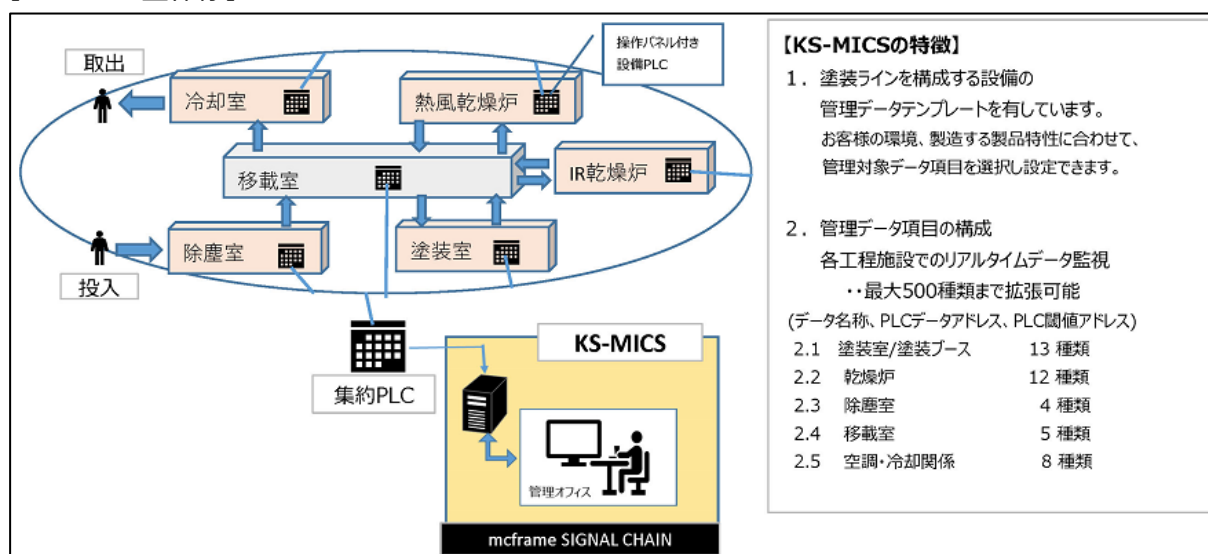 取出
冷却室
熱風乾燥炉
操作パネル付き
設備PLC
移載室
IR乾燥炉
除塵室
塗装室
投入
集約PLC
KS-MICS
管理オフィス
mcframe SIGNAL CHAIN
【KS-MICSの特徴】
1．塗装ラインを構成する設備の
管理データテンプレートを有しています。
お客様の環境、製造する製品特性に合わせて、
管理対象データ項目を選択し設定できます。
2．管理データ項目の構成
各工程施設でのリアルタイムデータ監視
・・最大500種類まで拡張可能
(データ名称、PLCデータアドレス、PLC閾値アドレス)
2.1 塗装室/塗装ブース 13 種類
2.2 乾燥炉 12 種類
2.3 除塵室 4 種類
2.4 移載室 5 種類
2.5 空調・冷却関係 8 種類